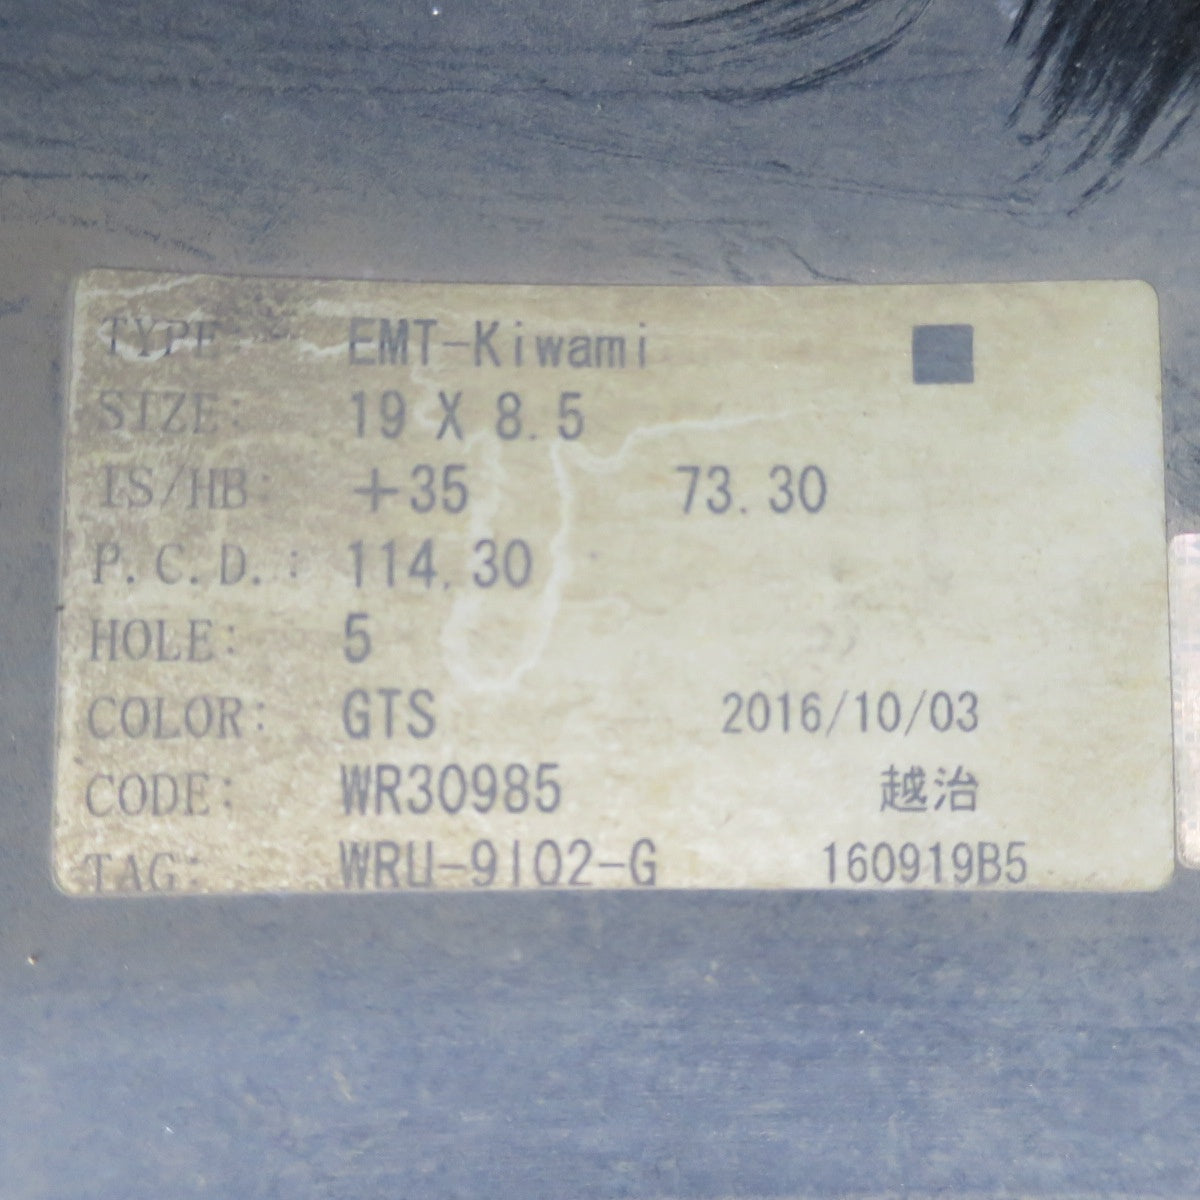 TYPE: EMT-Kiwami
SIZE: 19 X 8.5
IS/HB: +35 73.30
P.C.D.: 114.30
HOLE: 5
COLOR: GTS 2016/10/03
CODE: WR30985 越治
TAG: WRU-9102-G 160919B5